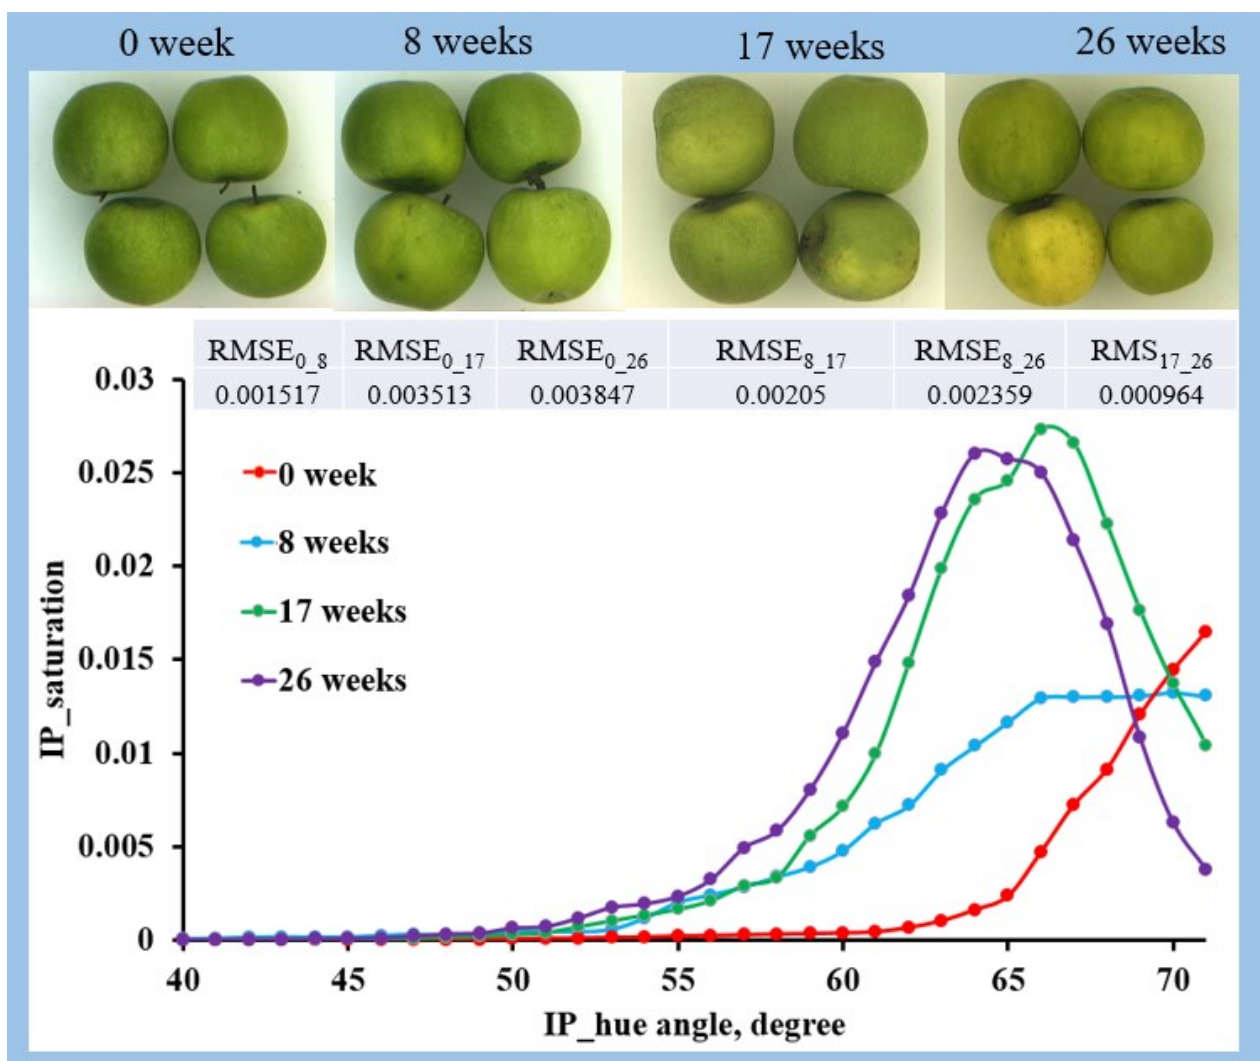 0 week 8 weeks 17 weeks 26 weeks
RMSE0_8 RMSE0_17 RMSE0_26 RMSE8_17 RMSE8_26 RMS17_26
0.001517 0.003513 0.003847 0.00205 0.002359 0.000964
0.03
0.025
0.02
0.015
0.01
0.005
0
IP_saturation
0 week
8 weeks
17 weeks
26 weeks
40 45 50 55 60 65 70
IP_hue angle, degree